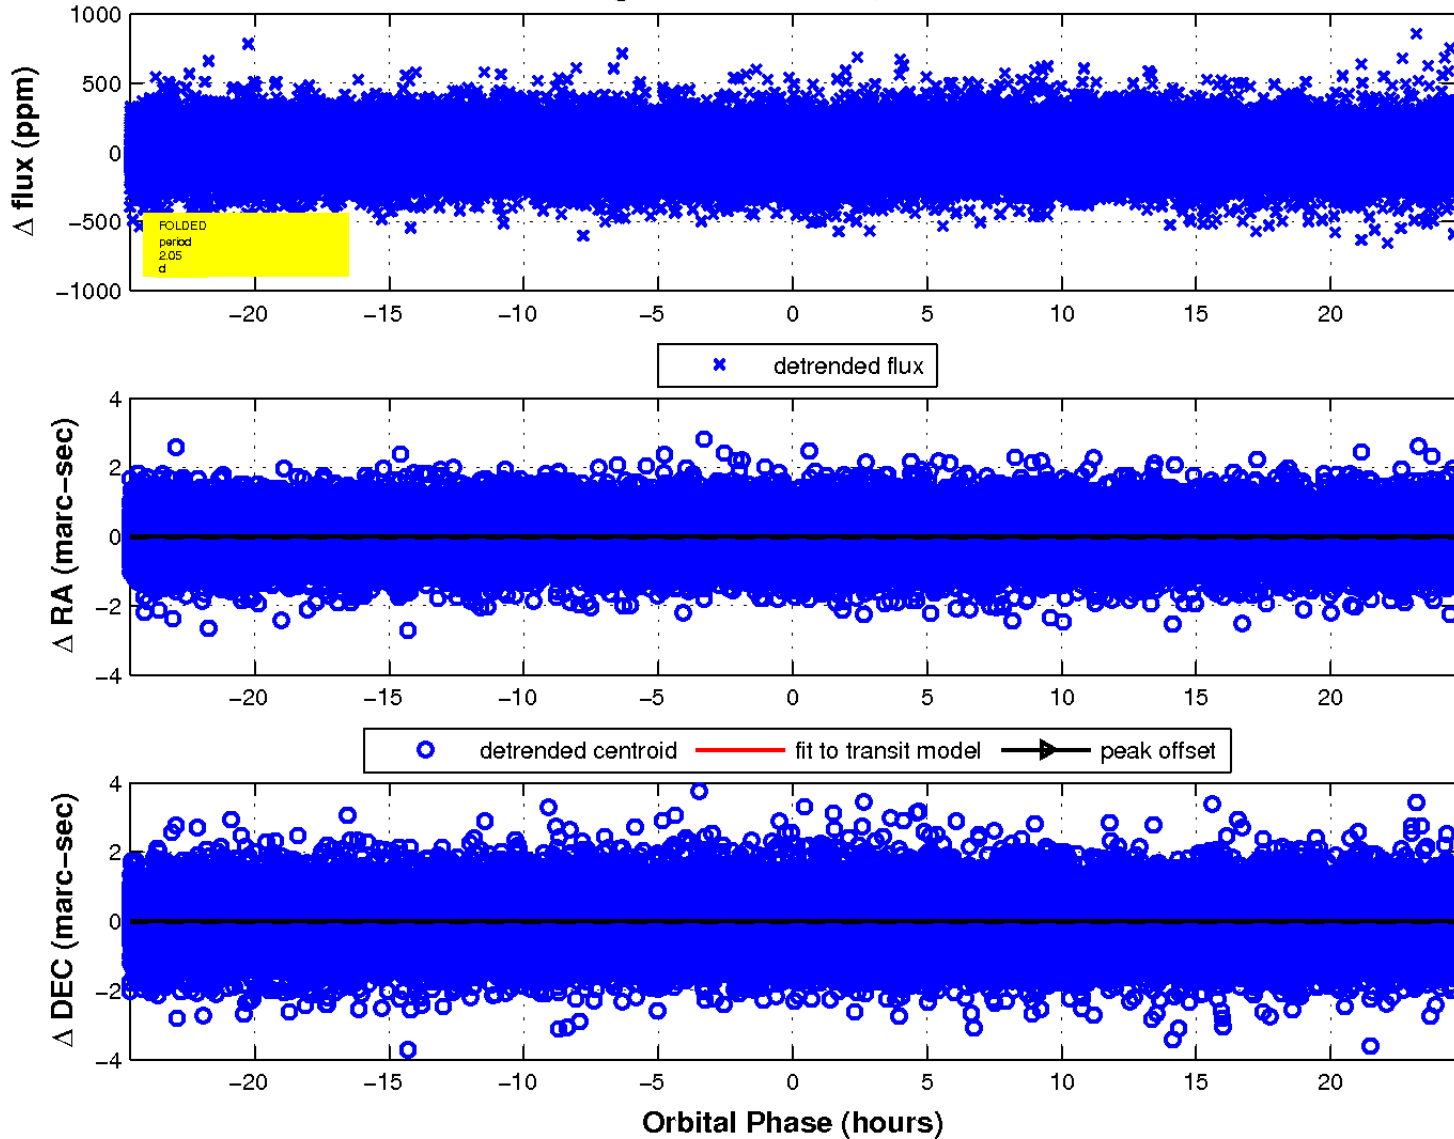 1000
500
0
−500
−1000
Δ flux (ppm)
FOLDED
period
2.05
d
−20 −15 −10 −5 0 5 10 15 20
detrended flux
4
2
0
−2
−4
Δ RA (marc−sec)
−20 −15 −10 −5 0 5 10 15 20
detrended centroid fit to transit model peak offset
4
2
0
−2
−4
Δ DEC (marc−sec)
−20 −15 −10 −5 0 5 10 15 20
Orbital Phase (hours)